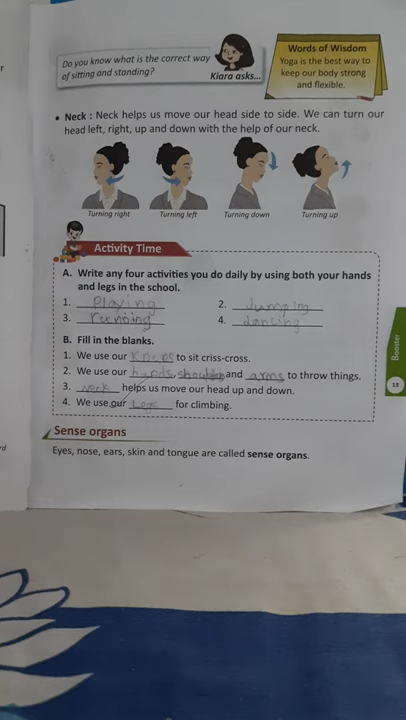 Do you know what is the correct way
of sitting and standing?
Kiara asks...
Words of Wisdom
Yoga is the best way to
keep our body strong
and flexible.
• Neck : Neck helps us move our head side to side. We can turn our
head left, right, up and down with the help of our neck.
Turning right Turning left Turning down Turning up
Activity Time
A. Write any four activities you do daily by using both your hands
and legs in the school.
1. Playing 2. Jumping
3. running 4. dancing
B. Fill in the blanks.
1. We use our knees to sit criss-cross.
2. We use our hands, shoulder and arms to throw things.
3. neck helps us move our head up and down.
4. We use our Legs for climbing.
Sense organs
Eyes, nose, ears, skin and tongue are called sense organs.
Booster
13
r
rd